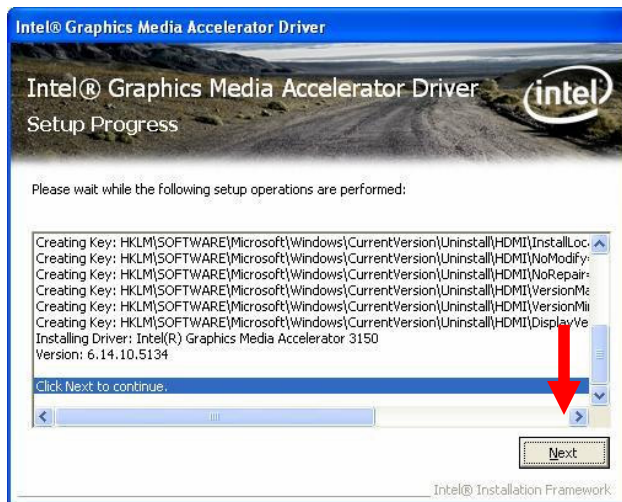 Intel® Graphics Media Accelerator Driver
Intel® Graphics Media Accelerator Driver
Setup Progress
intel
Please wait while the following setup operations are performed:
Creating Key: HKLM\SOFTWARE\Microsoft\Windows\CurrentVersion\Uninstall\HDMI\InstallLoc
Creating Key: HKLM\SOFTWARE\Microsoft\Windows\CurrentVersion\Uninstall\HDMI\NoModify=
Creating Key: HKLM\SOFTWARE\Microsoft\Windows\CurrentVersion\Uninstall\HDMI\NoRepair=
Creating Key: HKLM\SOFTWARE\Microsoft\Windows\CurrentVersion\Uninstall\HDMI\VersionMa
Creating Key: HKLM\SOFTWARE\Microsoft\Windows\CurrentVersion\Uninstall\HDMI\VersionMi
Creating Key: HKLM\SOFTWARE\Microsoft\Windows\CurrentVersion\Uninstall\HDMI\DisplayVe
Installing Driver: Intel(R) Graphics Media Accelerator 3150
Version: 6.14.10.5134
Click Next to continue.
Next
Intel® Installation Framework